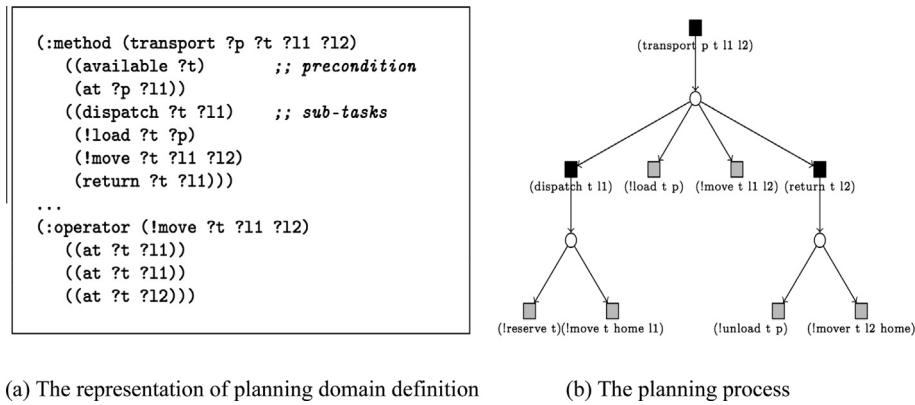 (:method (transport ?p ?t ?l1 ?l2)
((available ?t) ;; precondition
(at ?p ?l1))
((dispatch ?t ?l1) ;; sub-tasks
(!load ?t ?p)
(!move ?t ?l1 ?l2)
(return ?t ?l1)))
...
(:operator (!move ?t ?l1 ?l2)
((at ?t ?l1))
((at ?t ?l1))
((at ?t ?l2)))
(a) The representation of planning domain definition
(transport p t l1 l2)
(dispatch t l1) (!load t p) (!move t l1 l2) (return t l2)
(!reserve t)(!move t home l1) (!unload t p) (!mover t l2 home)
(b) The planning process